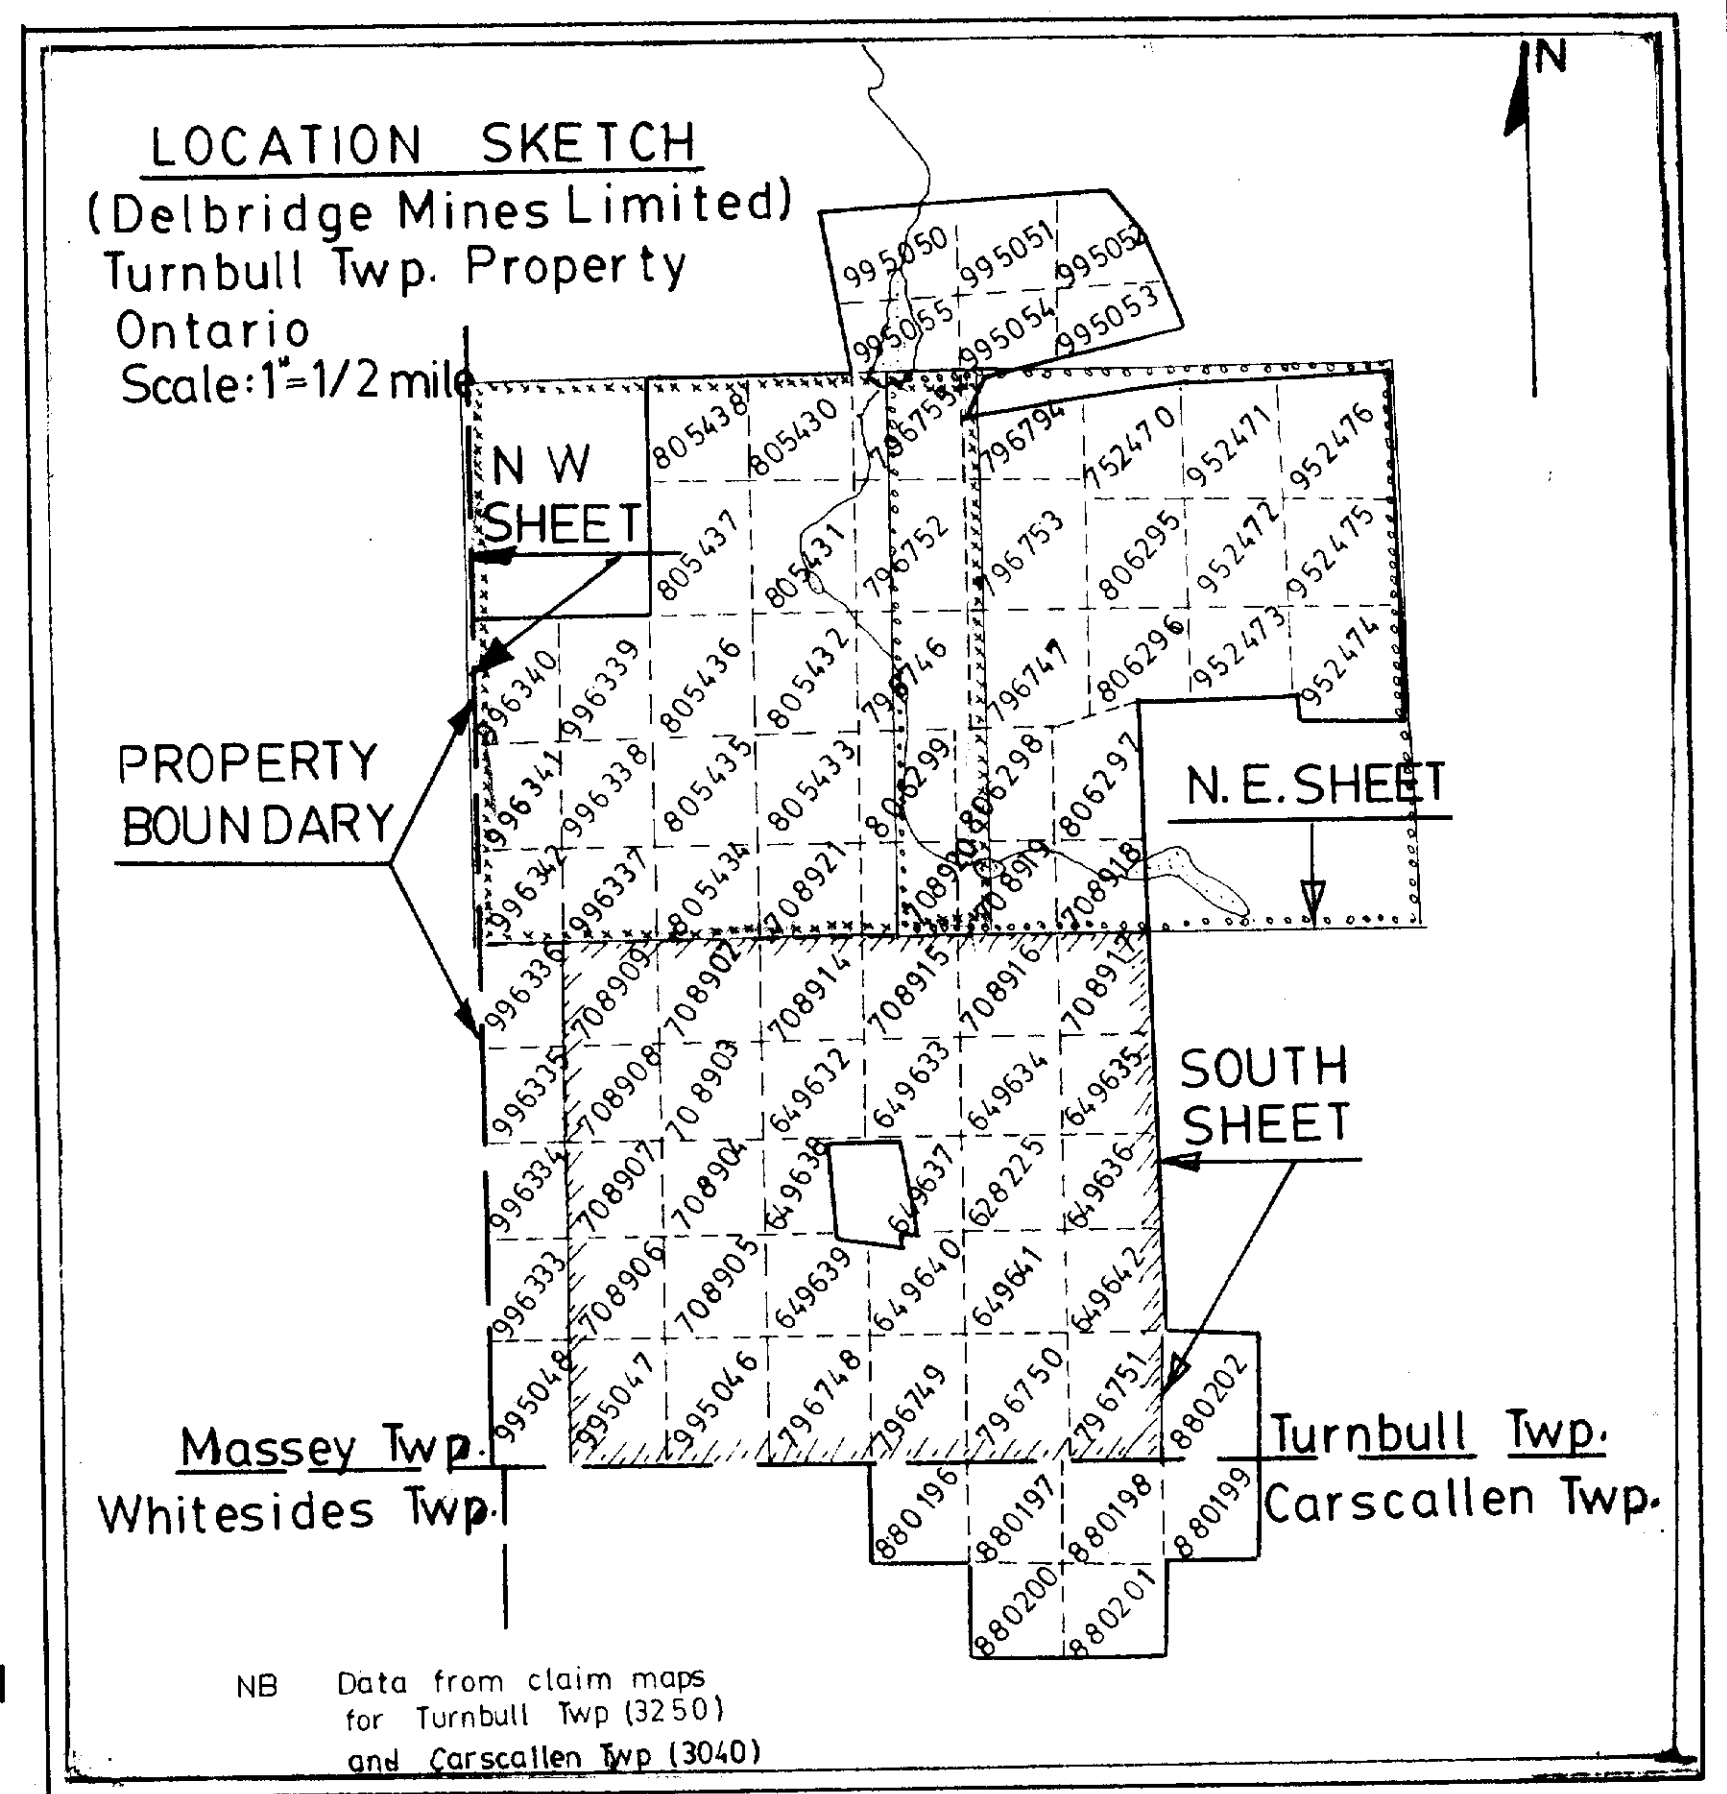 N
LOCATION SKETCH
(Delbridge Mines Limited)
Turnbull Twp. Property
Ontario
Scale: 1"=1/2 mile
995050 995051 995052
995055 995054 995053
805438 805430 796755 796794 752470 952471 952476
N W
SHEET
805437 805431 796752 796753 806295 952472 952475
996340 996339 805436 805432 796746 796747 806296 952473 952474
PROPERTY
BOUNDARY
996341 996338 805435 805433 806299 806298 806297
N.E. SHEET
996342 996337 805434 708921 708920 708919 708918
996336 708909 708902 708914 708915 708916 708917
996335 708908 708903 649632 649633 649634 649635
SOUTH
SHEET
996334 708907 708904 649638 649637 628225 649636
996333 708906 708905 649639 649640 649641 649642
995048 995047 995046 796748 796749 796750 796751 880202
Massey Twp.
Turnbull Twp.
Whitesides Twp.
Carscallen Twp.
880196 880197 880198 880199
880200 880201
NB Data from claim maps
for Turnbull Twp (3250)
and Carscallen Twp (3040)